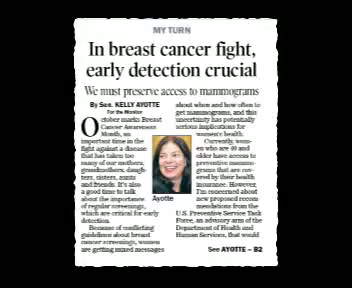 MY TURN
In breast cancer fight,
early detection crucial
We must preserve access to mammograms
By Sen. KELLY AYOTTE
For the Monitor
October marks Breast
Cancer Awareness
Month, an
important time in the
fight against a disease
that has taken too
many of our mothers,
grandmothers, daugh-
ters, sisters, aunts
and friends. It's also
a good time to talk
about the importance
of regular screenings,
which are critical for early
detection.
Because of conflicting
guidelines about breast
cancer screenings, women
are getting mixed messages
Ayotte
about when and how often to
get mammograms, and this
uncertainty has potentially
serious implications for
women's health.
Currently, wom-
en who are 40 and
older have access to
preventive mammo-
grams that are cov-
ered by their health
insurance. However,
I'm concerned about
new proposed recom-
mendations from the
U.S. Preventive Service Task
Force, an advisory arm of the
Department of Health and
Human Services, that would
See AYOTTE – B2